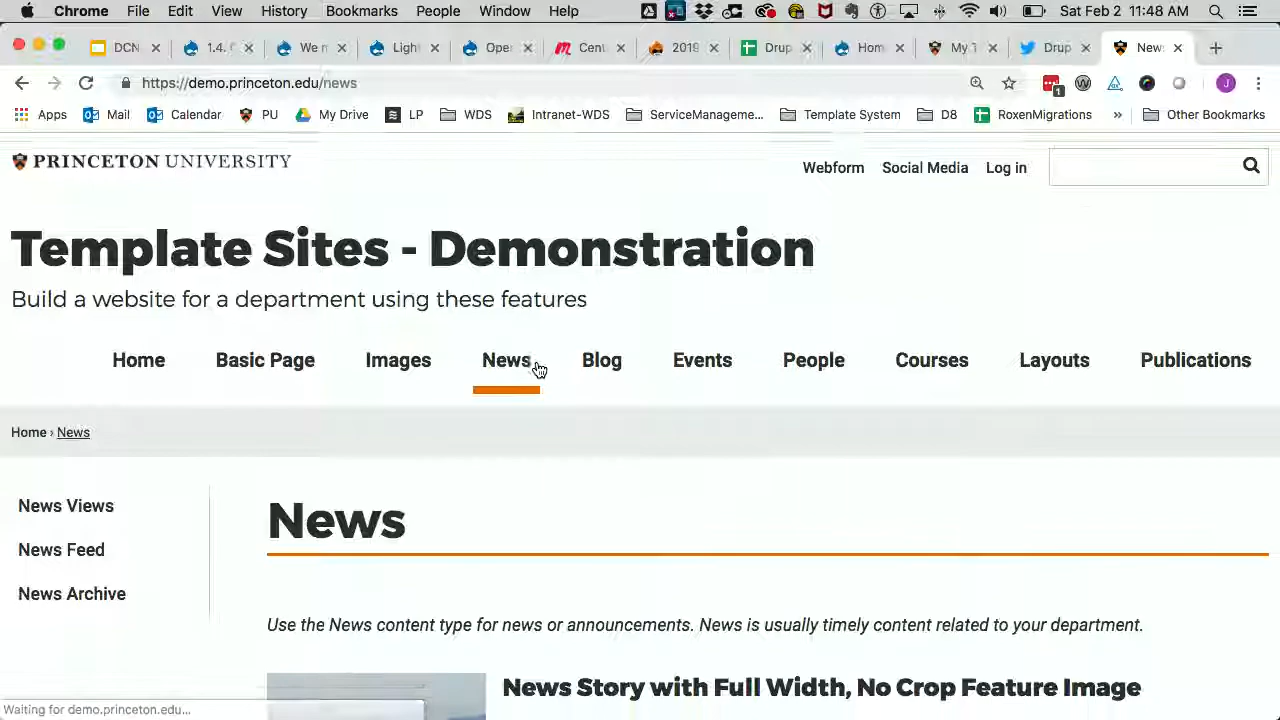 Chrome File Edit View History Bookmarks People Window Help Sat Feb 2 11:48 AM
DCN 1.4. We n Ligh Ope Cent 2019 Drup Hom My T Drup New
https://demo.princeton.edu/news
Apps Mail Calendar PU My Drive LP WDS Intranet-WDS ServiceManageme... Template System D8 RoxenMigrations » Other Bookmarks
PRINCETON UNIVERSITY
Webform Social Media Log in
Template Sites - Demonstration
Build a website for a department using these features
Home Basic Page Images News Blog Events People Courses Layouts Publications
Home › News
News Views
News Feed
News Archive
News
Use the News content type for news or announcements. News is usually timely content related to your department.
News Story with Full Width, No Crop Feature Image
Waiting for demo.princeton.edu...